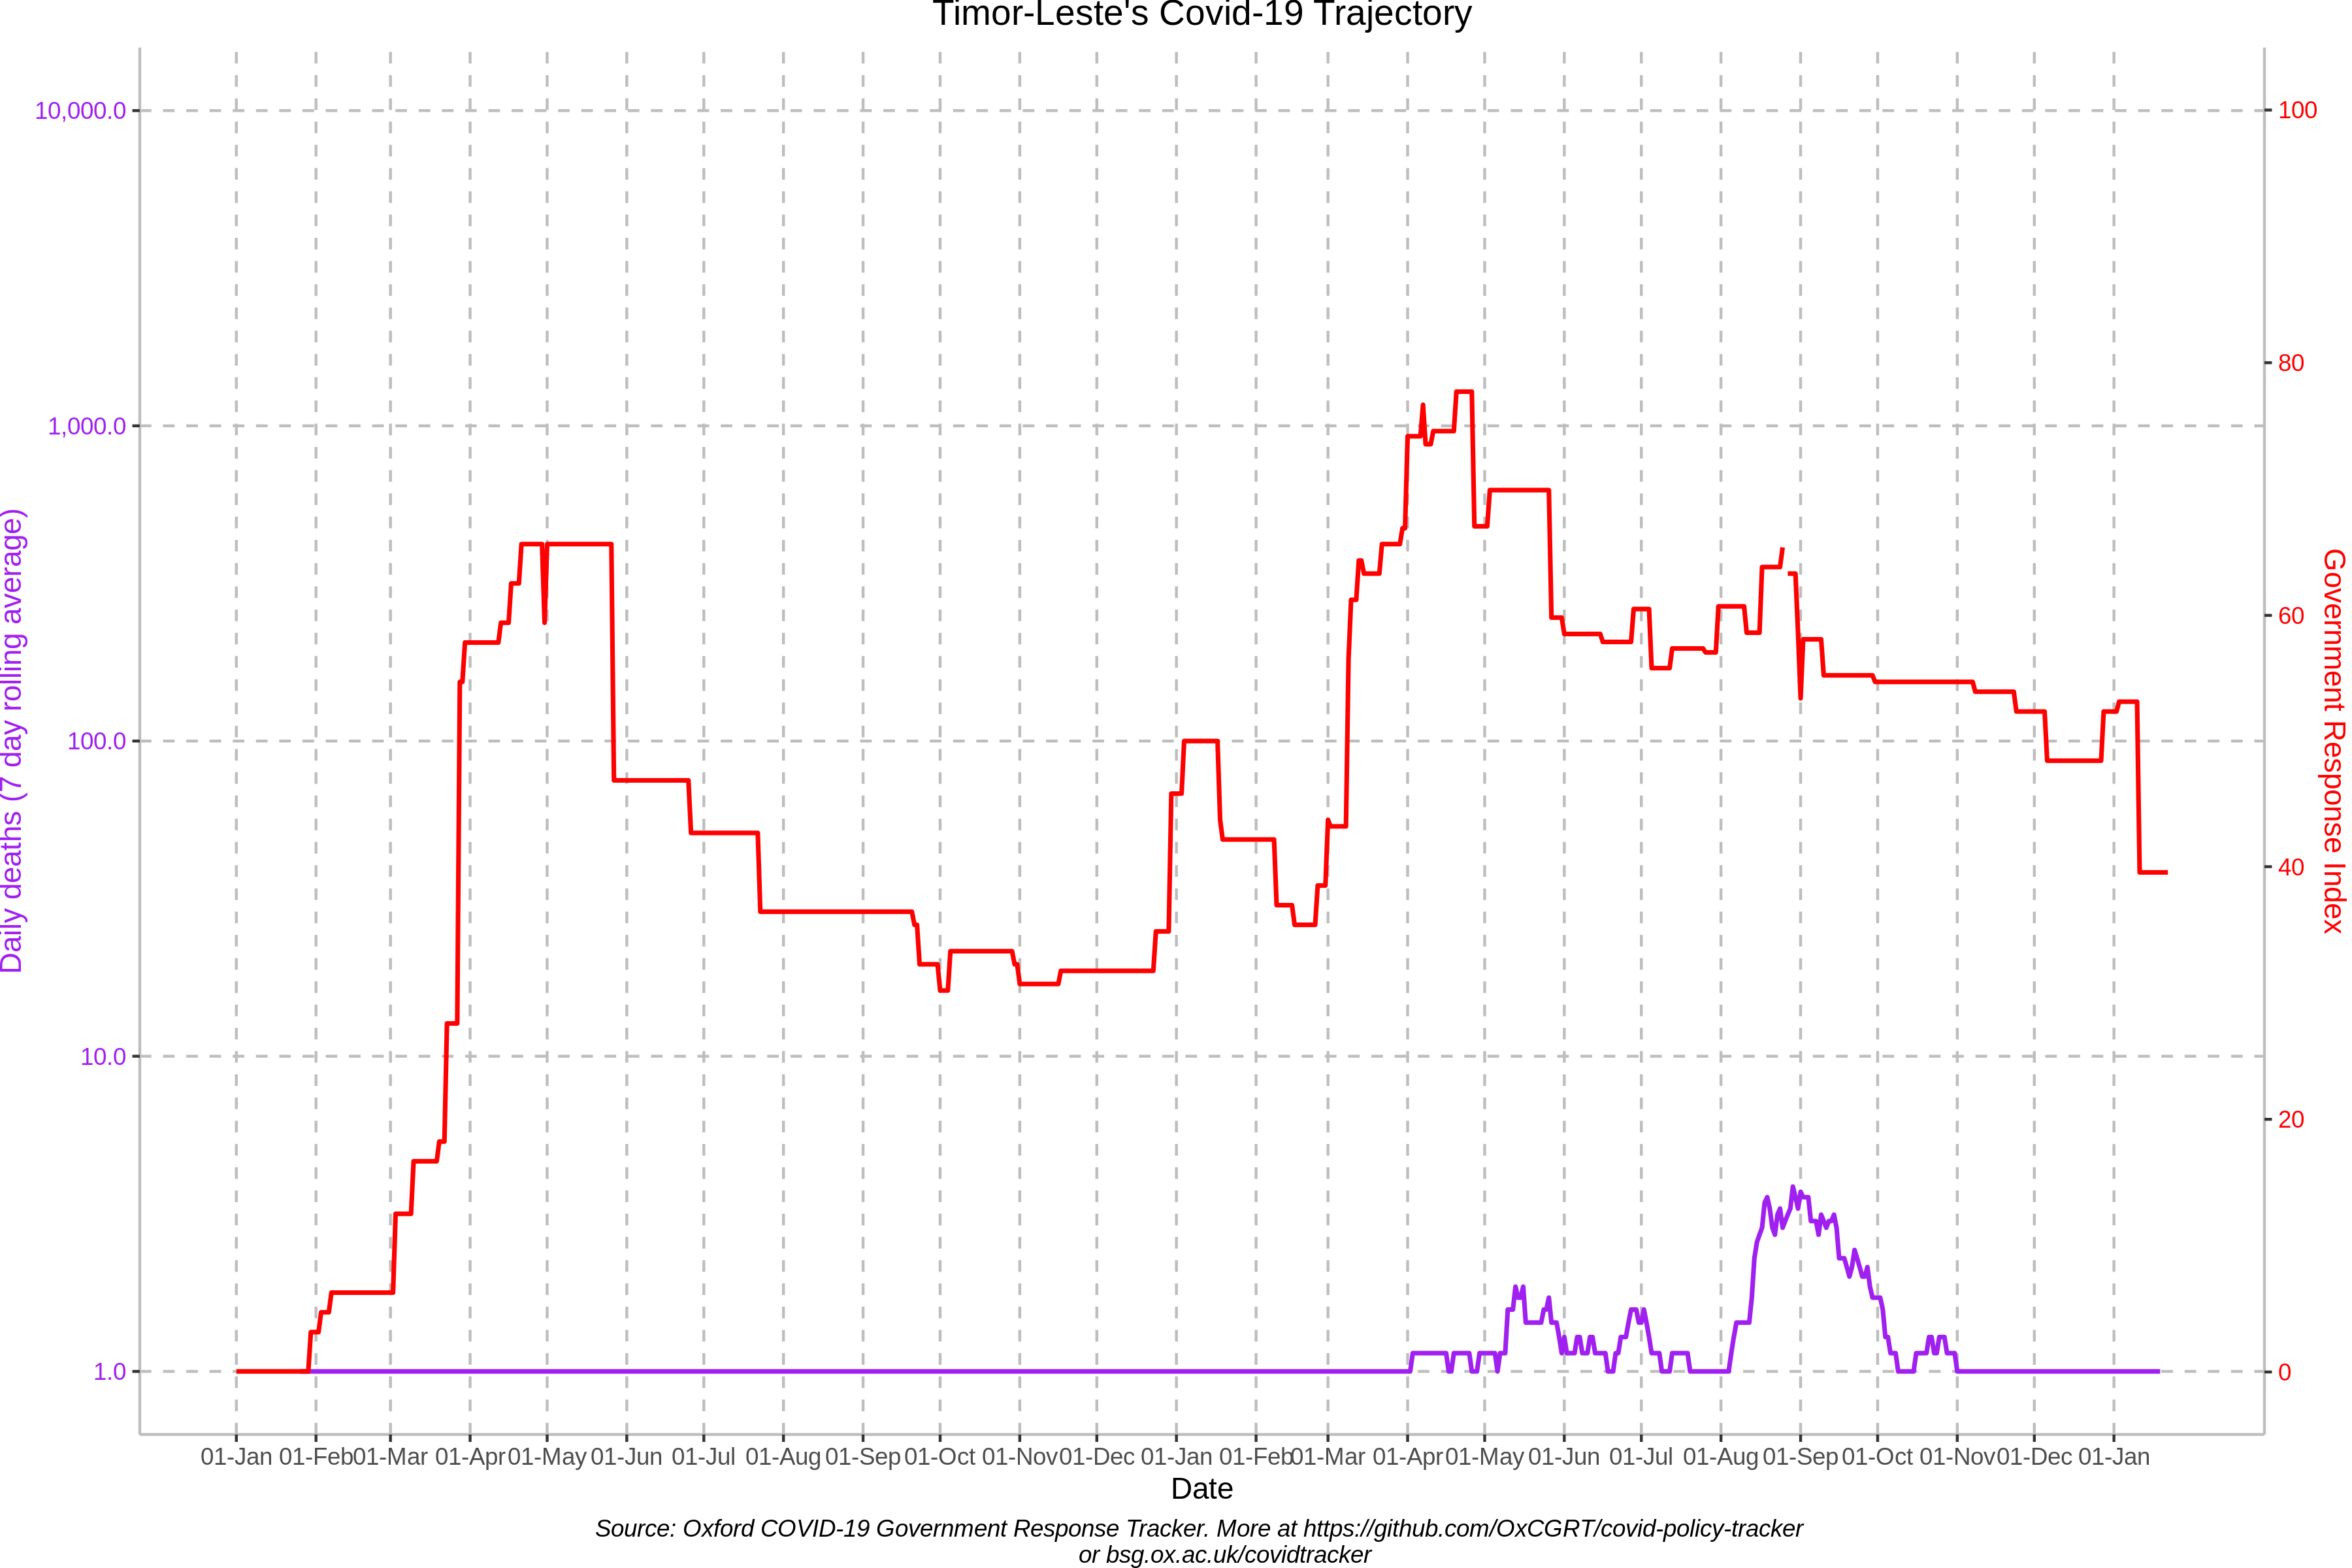 Timor-Leste's Covid-19 Trajectory
10,000.0
1,000.0
100.0
10.0
1.0
Daily deaths (7 day rolling average)
100
80
60
40
20
0
Government Response Index
01-Jan 01-Feb 01-Mar 01-Apr 01-May 01-Jun 01-Jul 01-Aug 01-Sep 01-Oct 01-Nov 01-Dec 01-Jan 01-Feb 01-Mar 01-Apr 01-May 01-Jun 01-Jul 01-Aug 01-Sep 01-Oct 01-Nov 01-Dec 01-Jan
Date
Source: Oxford COVID-19 Government Response Tracker. More at https://github.com/OxCGRT/covid-policy-tracker
or bsg.ox.ac.uk/covidtracker